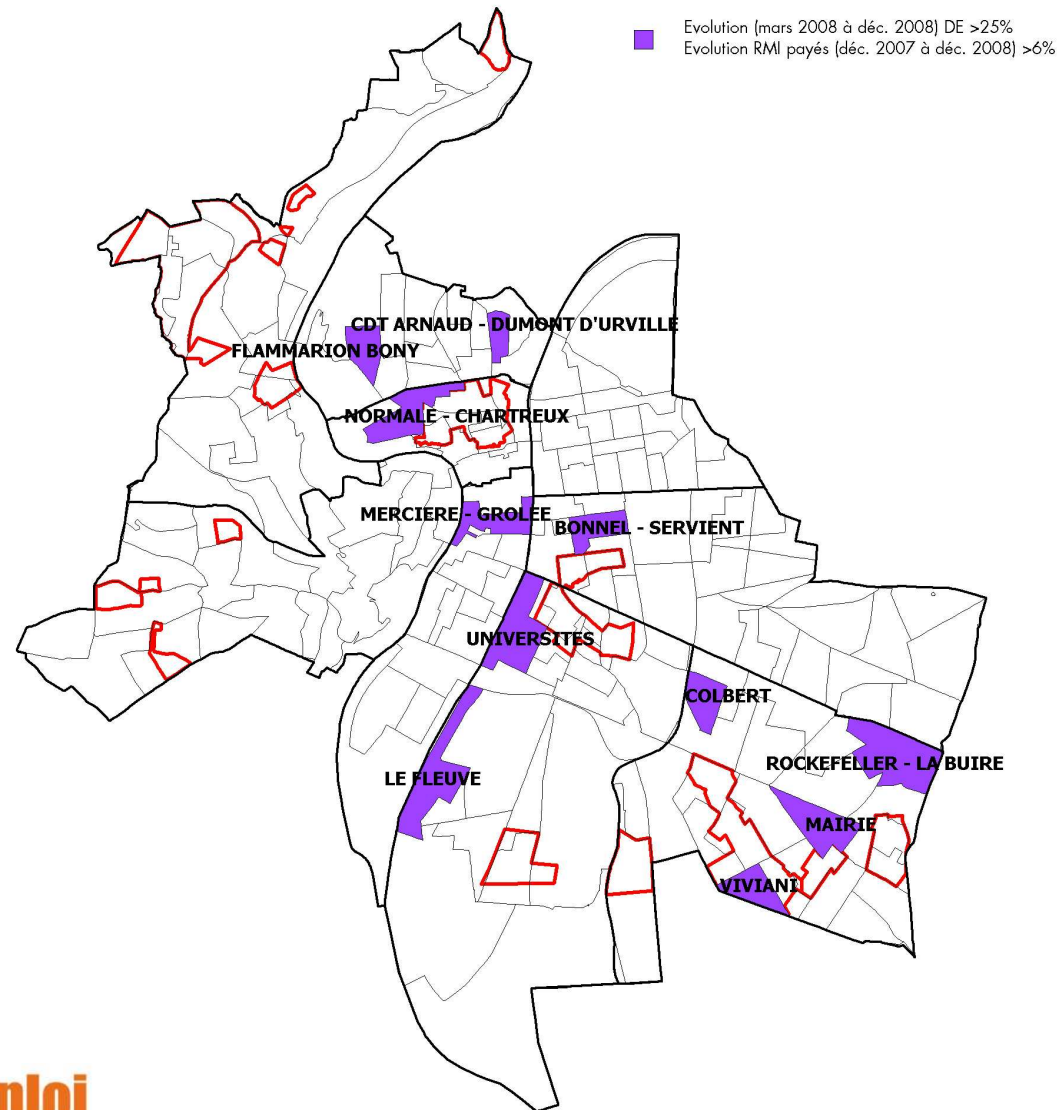 Evolution (mars 2008 à déc. 2008) DE >25%
Evolution RMI payés (déc. 2007 à déc. 2008) >6%
CDT ARNAUD - DUMONT D'URVILLE
FLAMMARION BONY
NORMALE - CHARTREUX
MERCIERE - GROLEE
BONNEL - SERVIENT
UNIVERSITES
COLBERT
ROCKEFELLER - LA BUIRE
LE FLEUVE
MAIRIE
VIVIANI